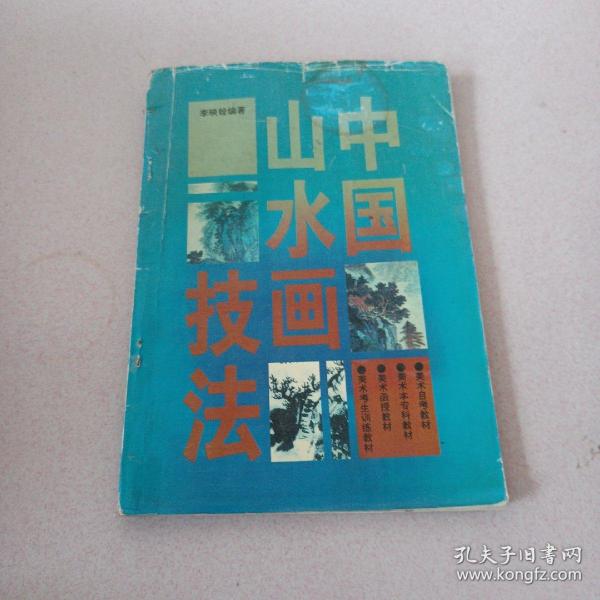 中国
山水画
技法
李映铨编著
●美术自考教材
●美术本专科教材
●美术函授教材
●美术考生训练教材
孔夫子旧书网
www.kongfz.com